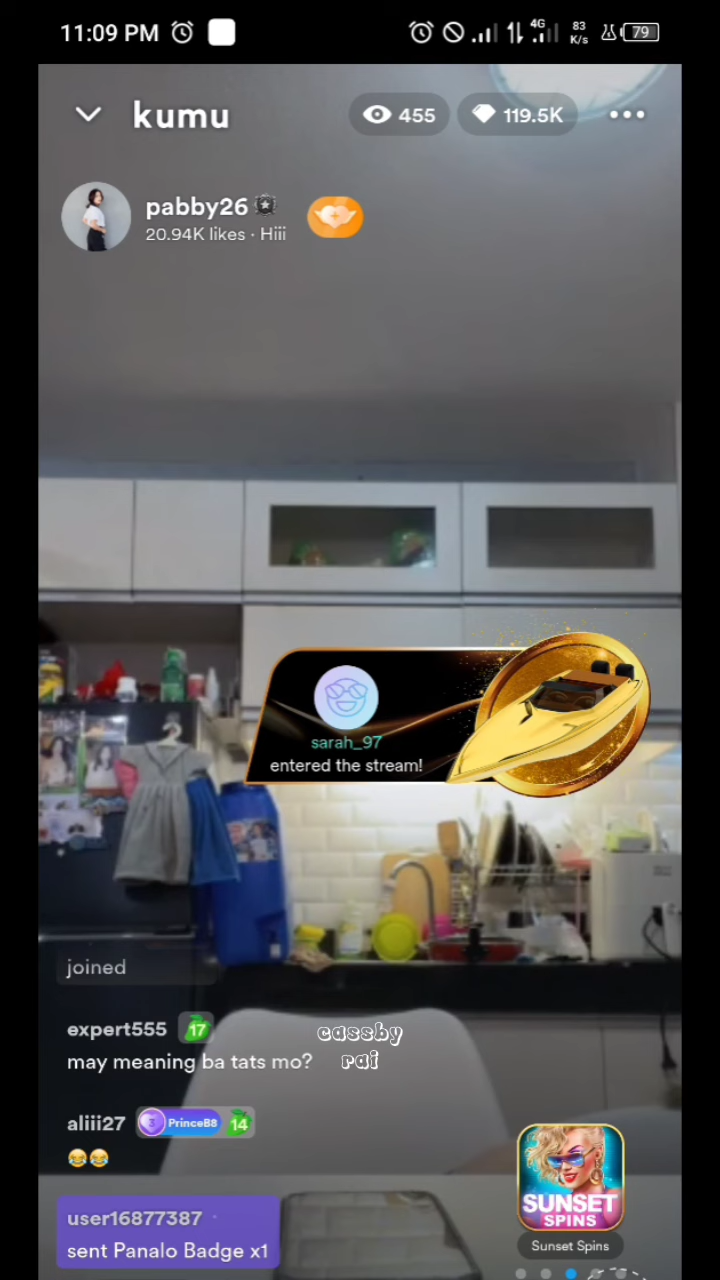 11:09 PM
4G
83
K/s
79
kumu
455
119.5K
pabby26
20.94K likes · Hiii
sarah_97
entered the stream!
joined
expert555 17
may meaning ba tats mo?
cassby
rai
aliii27 3 PrinceB8 14
😂😂
user16877387
sent Panalo Badge x1
SUNSET
SPINS
Sunset Spins